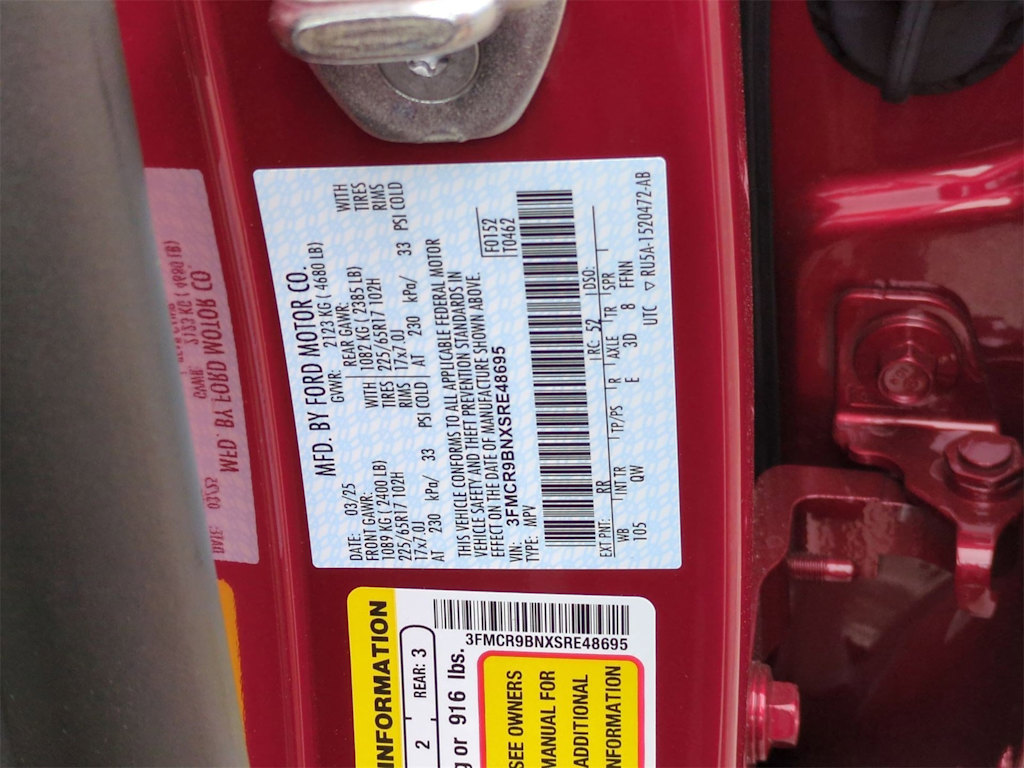 MFD. BY FORD MOTOR CO.
DATE: 03/25 GVWR: 2123 KG ( 4680 LB)
FRONT GAWR: REAR GAWR:
1089 KG ( 2400 LB) WITH 1082 KG ( 2385 LB) WITH
225/65R17 102H TIRES 225/65R17 102H TIRES
17x7.0J RIMS 17x7.0J RIMS
AT 230 kPa/ 33 PSI COLD AT 230 kPa/ 33 PSI COLD
THIS VEHICLE CONFORMS TO ALL APPLICABLE FEDERAL MOTOR
VEHICLE SAFETY AND THEFT PREVENTION STANDARDS IN
EFFECT ON THE DATE OF MANUFACTURE SHOWN ABOVE.
VIN: 3FMCR9BNXSRE48695 F0152
TYPE: MPV T0462
EXT PNT: RR RC: 52 DSO:
WB INT TR TP/PS R AXLE TR SPR
105 QW E 3D 8 FFNN
UTC ▽ RU5A-1520472-AB
INFORMATION
2 REAR: 3
or 916 lbs.
3FMCR9BNXSRE48695
SEE OWNERS
MANUAL FOR
ADDITIONAL
INFORMATION